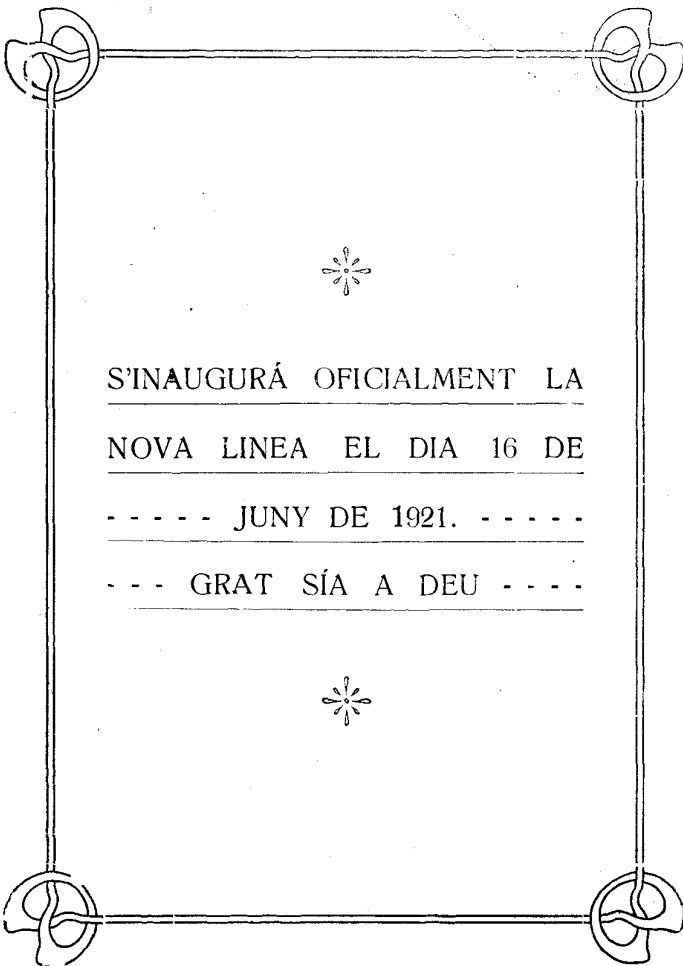 S'INAUGURÁ OFICIALMENT LA
NOVA LINEA EL DIA 16 DE
- - - - - JUNY DE 1921. - - - - -
- - - GRAT SÍA A DEU - - - -